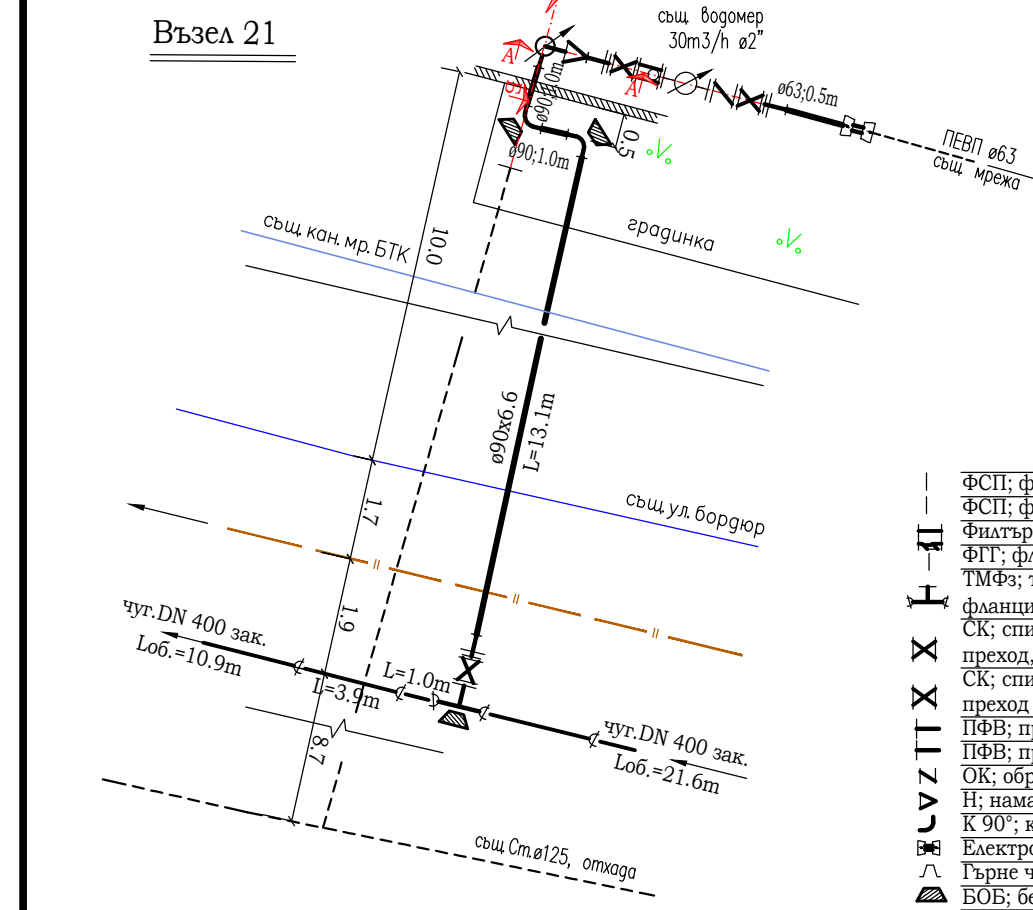 Възел 21
същ. водомер
30m3/h ø2"
А
А
Б
ø90;1.0m
ø63;0.5m
ПЕВП ø63
същ. мрежа
0.5
ø90;1.0m
градинка
същ. кан. мр. БТК
10.0
ø90x6.6
L=13.1m
същ. ул. бордюр
1.7
1.9
чуг.DN 400 зак.
Lоб.=10.9m
L=3.9m
L=1.0m
чуг.DN 400 зак.
Lоб.=21.6m
8.7
същ. Ст.ø125, отхада
ФСП; ф
ФСП; ф
Филтър
ФГГ; фл
ТМФз; т
фланци
СК; спи
преход,
СК; спи
преход
ПФВ; пр
ПФВ; пр
ОК; обр
Н; нама
К 90°; к
Електро
Гърне ч
БОБ; бе